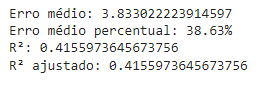 Erro médio: 3.833022223914597
Erro médio percentual: 38.63%
R²: 0.4155973645673756
R² ajustado: 0.4155973645673756